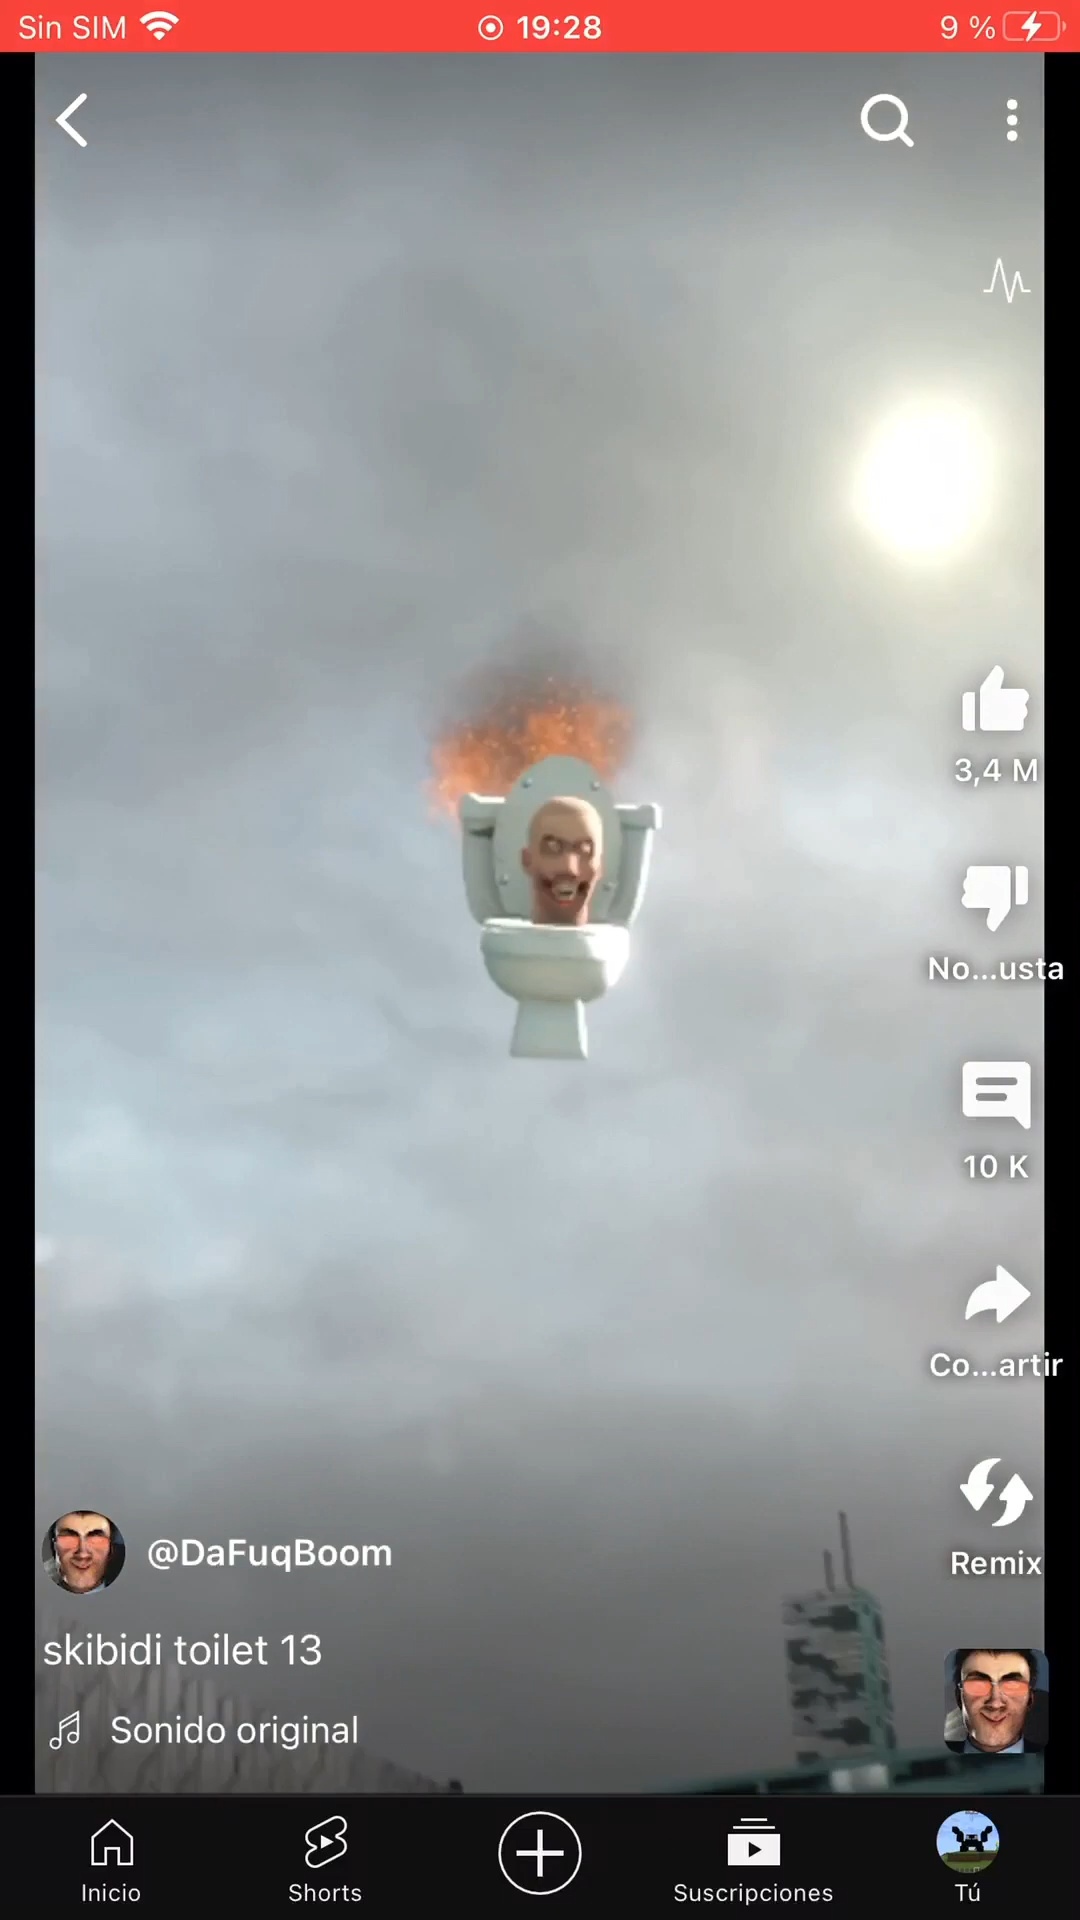 Sin SIM 19:28 9 %
3,4 M
No...usta
10 K
Co...artir
Remix
@DaFuqBoom
skibidi toilet 13
Sonido original
Inicio Shorts Suscripciones Tú